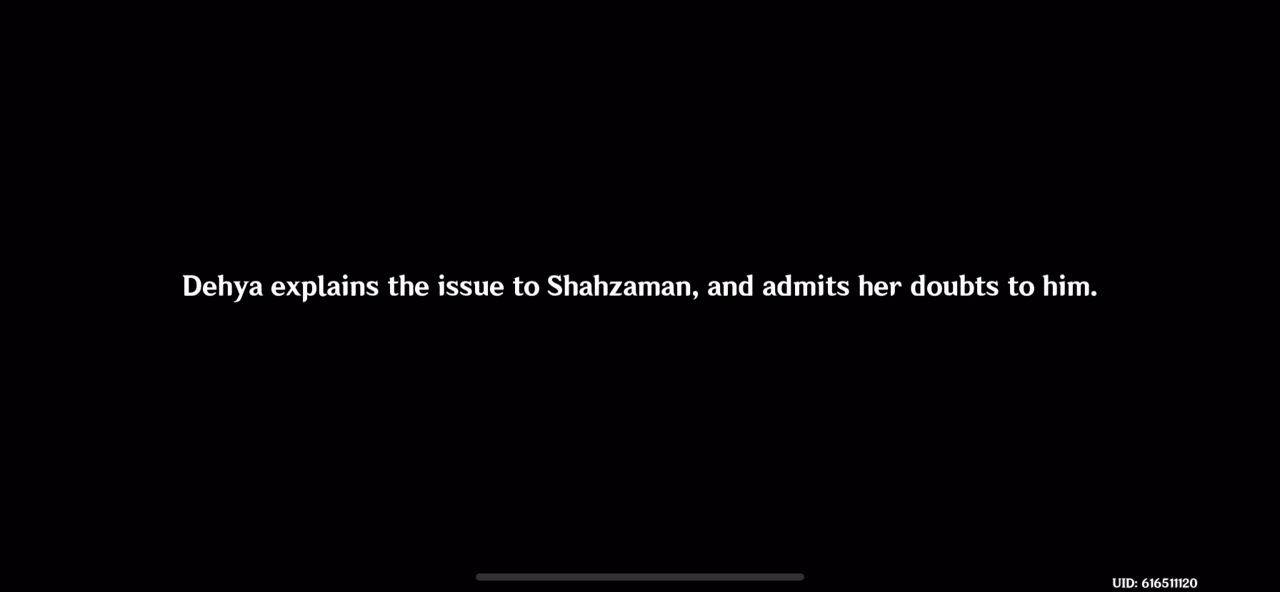 Dehya explains the issue to Shahzaman, and admits her doubts to him.
UID: 616511120